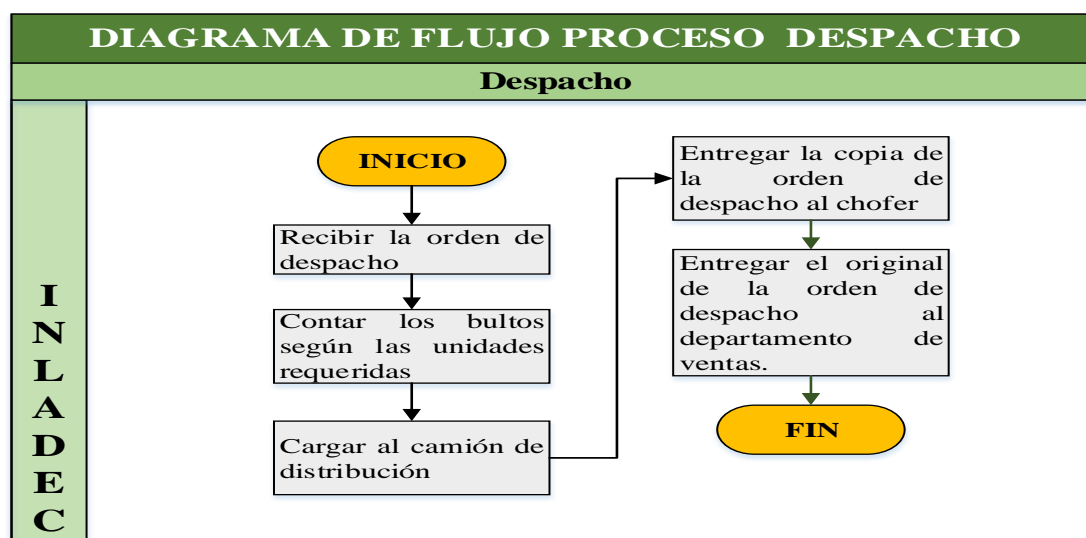 DIAGRAMA DE FLUJO PROCESO DESPACHO
Despacho
I
N
L
A
D
E
C
INICIO
Recibir la orden de
despacho
Contar los bultos
según las unidades
requeridas
Cargar al camión de
distribución
Entregar la copia de
la orden de
despacho al chofer
Entregar el original
de la orden de
despacho al
departamento de
ventas.
FIN